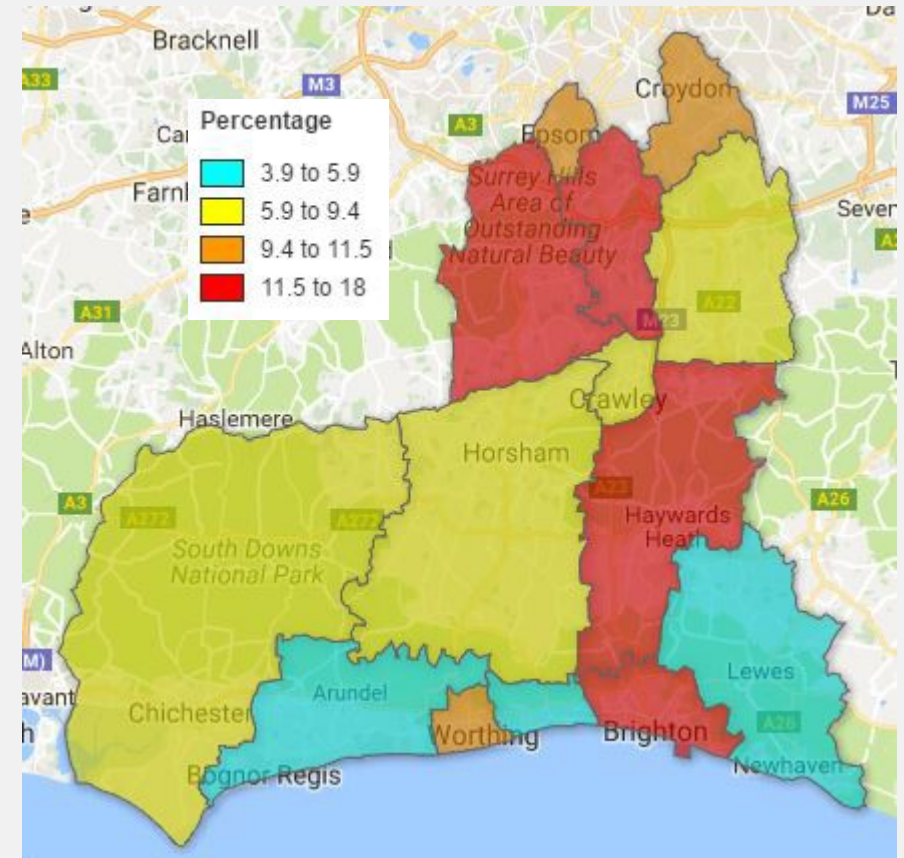 Bracknell
A33
M3
Croydon
M25
A3
Epsom
Percentage
3.9 to 5.9
5.9 to 9.4
9.4 to 11.5
11.5 to 18
Surrey Hills
Area of
Outstanding
Natural Beauty
A31
A22
M23
Alton
Haslemere
Crawley
Horsham
A3
A272
A272
A23
A26
Haywards
Heath
South Downs
National Park
Lewes
Arundel
Chichester
A26
Worthing
Brighton
Bognor Regis
Newhaven